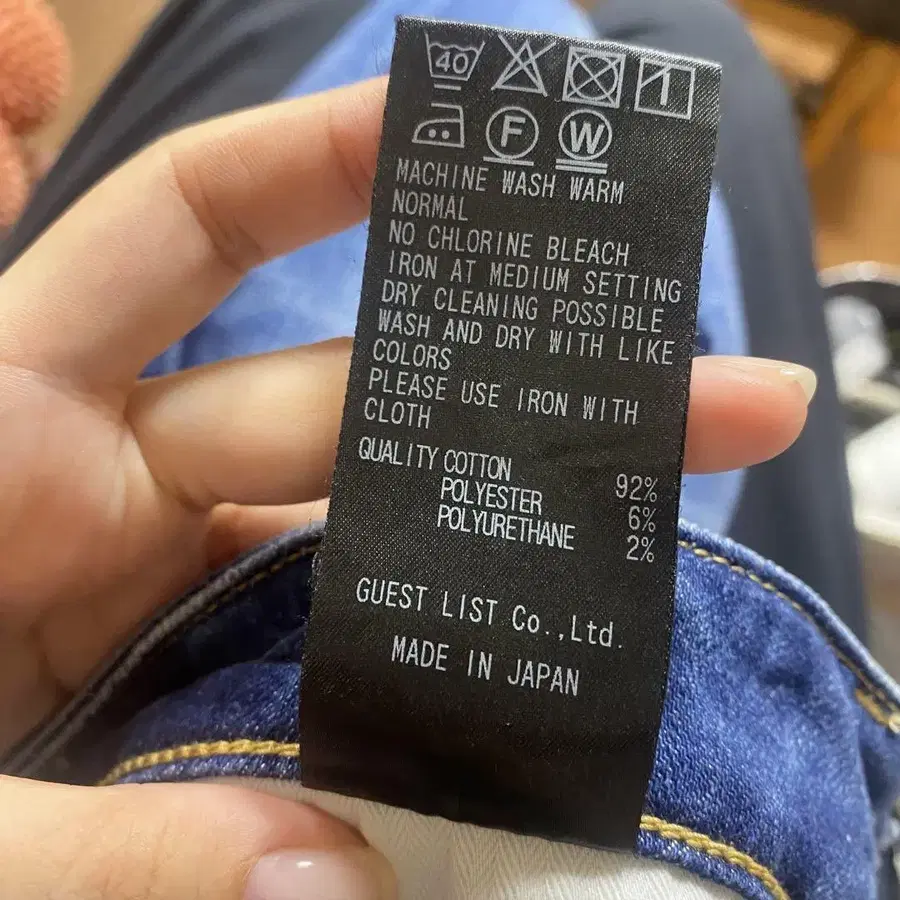 40
F W
MACHINE WASH WARM
NORMAL
NO CHLORINE BLEACH
IRON AT MEDIUM SETTING
DRY CLEANING POSSIBLE
WASH AND DRY WITH LIKE
COLORS
PLEASE USE IRON WITH
CLOTH
QUALITY COTTON 92%
POLYESTER 6%
POLYURETHANE 2%
GUEST LIST Co.,Ltd.
MADE IN JAPAN